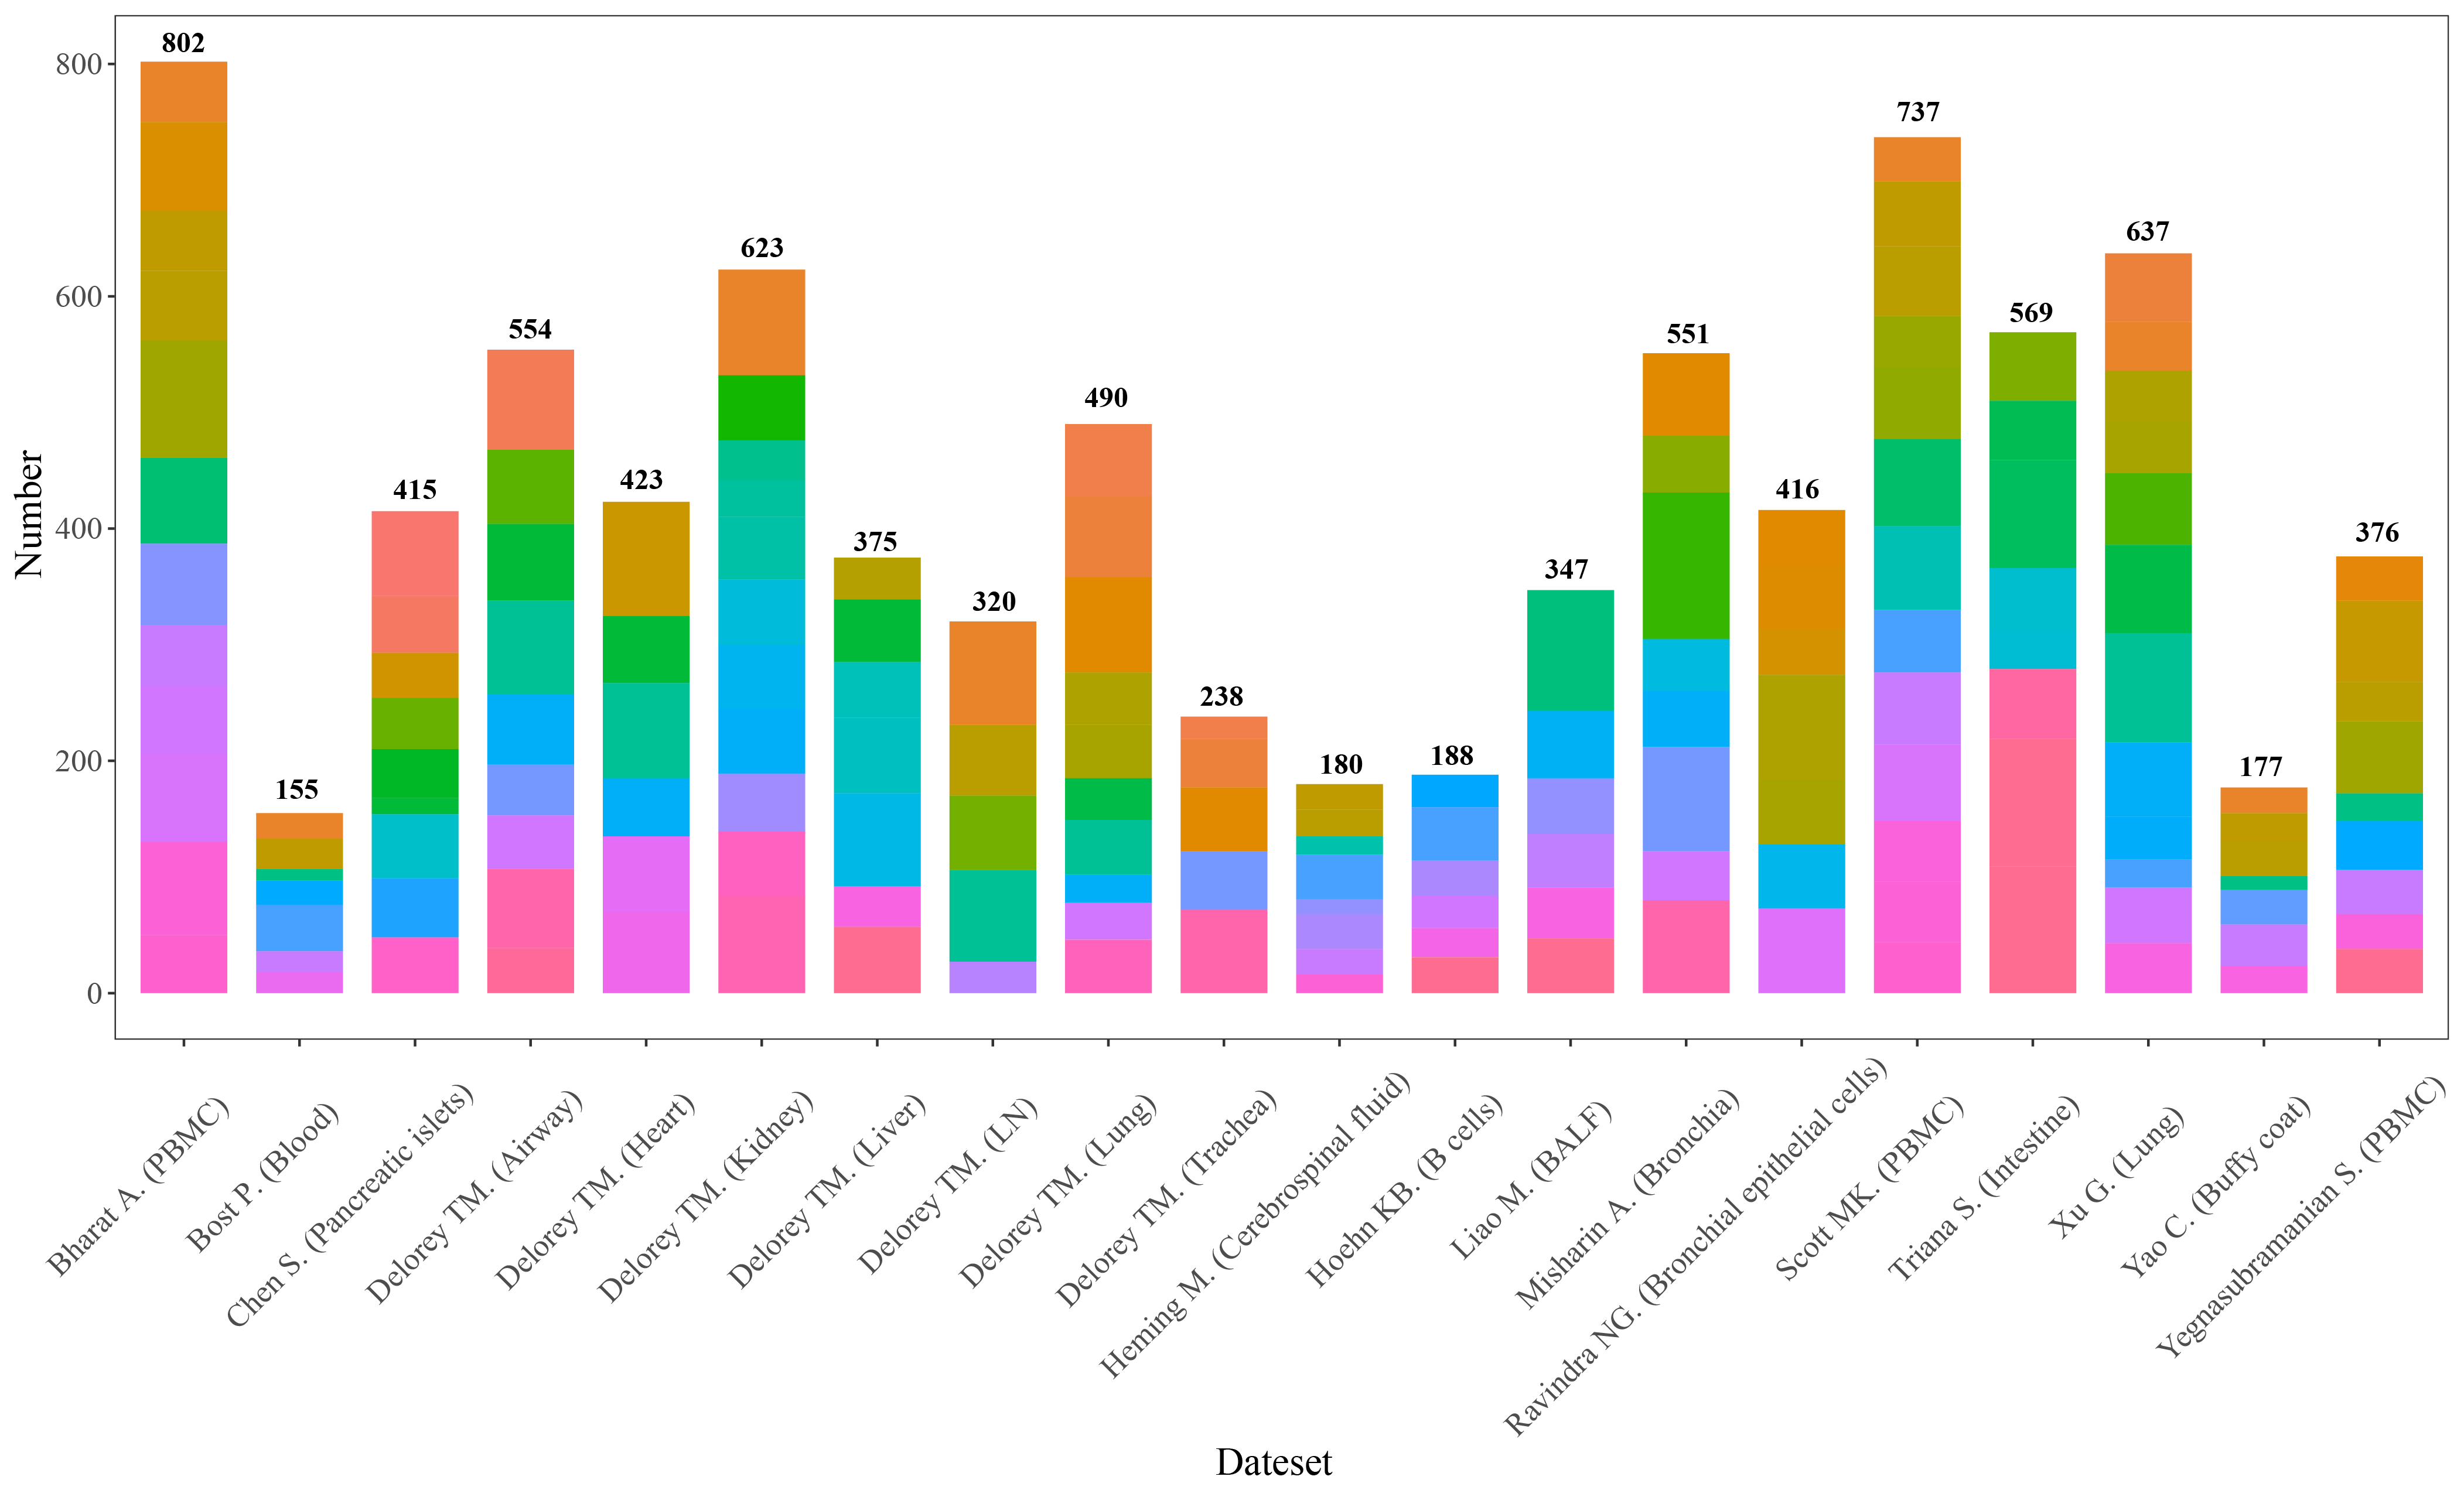 802
800
737
637
623
600
569
554
551
490
423
415
416
400
375
376
347
320
238
200
180
188
155
177
0
Number
Bharat A. (PBMC)
Bost P. (Blood)
Chen S. (Pancreatic islets)
Delorey TM. (Airway)
Delorey TM. (Heart)
Delorey TM. (Kidney)
Delorey TM. (Liver)
Delorey TM. (LN)
Delorey TM. (Lung)
Delorey TM. (Trachea)
Heming M. (Cerebrospinal fluid)
Hoehn KB. (B cells)
Liao M. (BALF)
Misharin A. (Bronchia)
Ravindra NG. (Bronchial epithelial cells)
Scott MK. (PBMC)
Triana S. (Intestine)
Xu G. (Lung)
Yao C. (Buffy coat)
Yegnasubramanian S. (PBMC)
Dateset